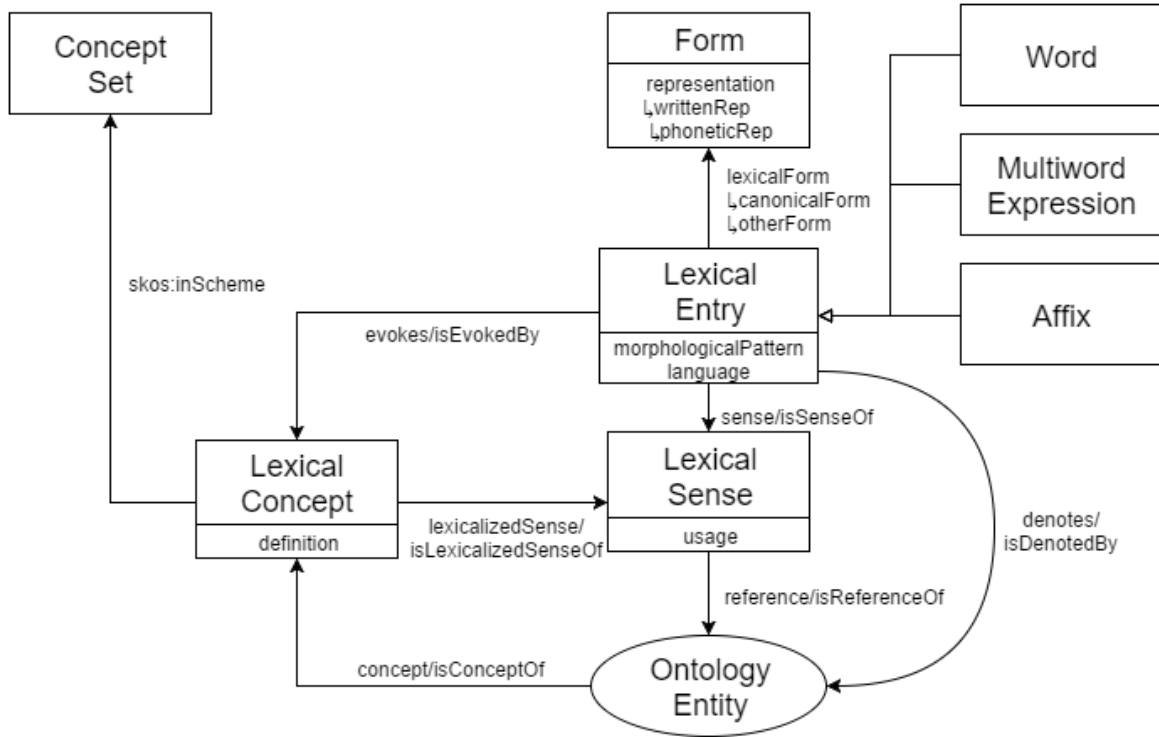 Concept
Set
Form
representation
↳writtenRep
↳phoneticRep
Word
Multiword
Expression
Affix
lexicalForm
↳canonicalForm
↳otherForm
skos:inScheme
Lexical
Entry
morphologicalPattern
language
evokes/isEvokedBy
sense/isSenseOf
Lexical
Concept
definition
lexicalizedSense/
isLexicalizedSenseOf
Lexical
Sense
usage
denotes/
isDenotedBy
reference/isReferenceOf
concept/isConceptOf
Ontology
Entity